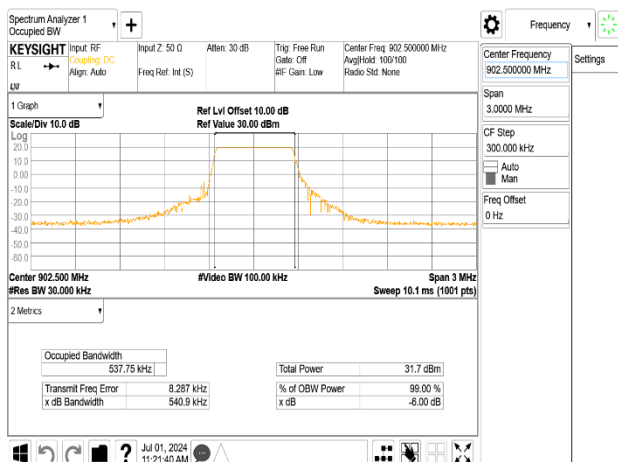 Spectrum Analyzer 1
Occupied BW
Frequency
KEYSIGHT
Input: RF
Coupling: DC
Align: Auto
Input Z: 50 Ω
Freq Ref: Int (S)
Atten: 30 dB
Trig: Free Run
Gate: Off
#IF Gain: Low
Center Freq: 902.500000 MHz
Avg|Hold: 100/100
Radio Std: None
R L
LXI
Center Frequency
902.500000 MHz
Settings
Span
3.0000 MHz
CF Step
300.000 kHz
Auto
Man
Freq Offset
0 Hz
1 Graph
Scale/Div 10.0 dB
Ref Lvl Offset 10.00 dB
Ref Value 30.00 dBm
Log
20.0
10.0
0.00
-10.0
-20.0
-30.0
-40.0
-50.0
-60.0
Center 902.500 MHz
#Res BW 30.000 kHz
#Video BW 100.00 kHz
Span 3 MHz
Sweep 10.1 ms (1001 pts)
2 Metrics
Occupied Bandwidth
537.75 kHz
Transmit Freq Error 8.287 kHz
x dB Bandwidth 540.9 kHz
Total Power 31.7 dBm
% of OBW Power 99.00 %
x dB -6.00 dB
?
Jul 01, 2024
11:21:40 AM